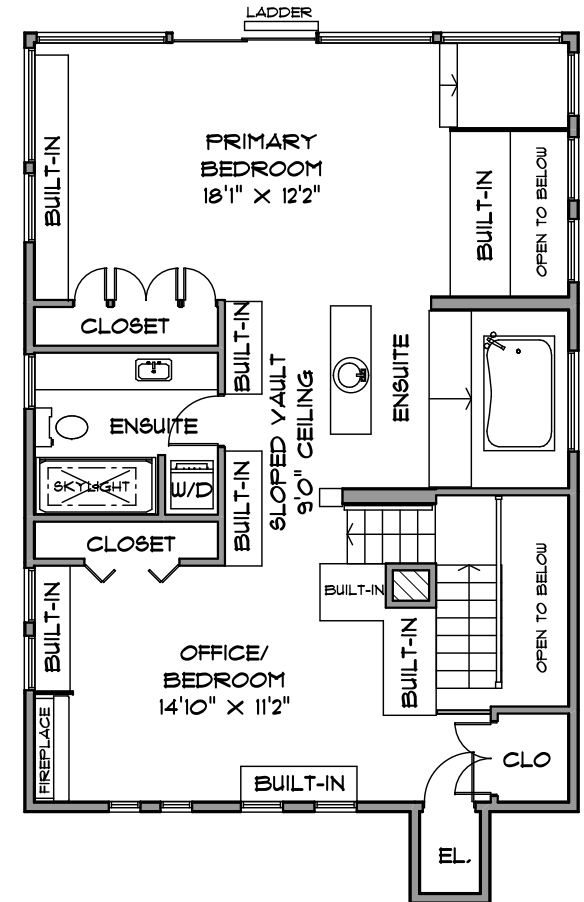 LADDER
PRIMARY
BEDROOM
18'1" X 12'2"
BUILT-IN
BUILT-IN
OPEN TO BELOW
CLOSET
BUILT-IN
ENSUITE
SLOPED VAULT
9'0" CEILING
ENSUITE
SKYLIGHT
W/D
BUILT-IN
CLOSET
BUILT-IN
BUILT-IN
OPEN TO BELOW
BUILT-IN
OFFICE/
BEDROOM
14'10" X 11'2"
FIREPLACE
BUILT-IN
CLO
EL.